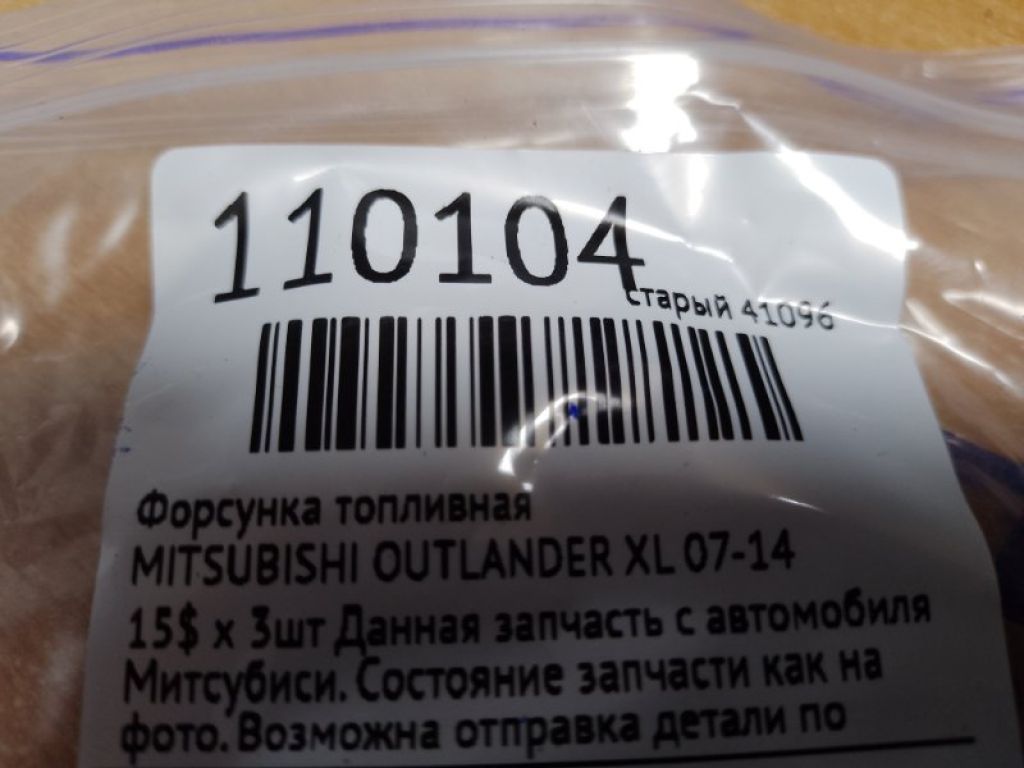 110104
старый 41096
Форсунка топливная
MITSUBISHI OUTLANDER XL 07-14
15$ x 3шт Данная запчасть с автомобиля
Митсубиси. Состояние запчасти как на
фото. Возможна отправка детали по